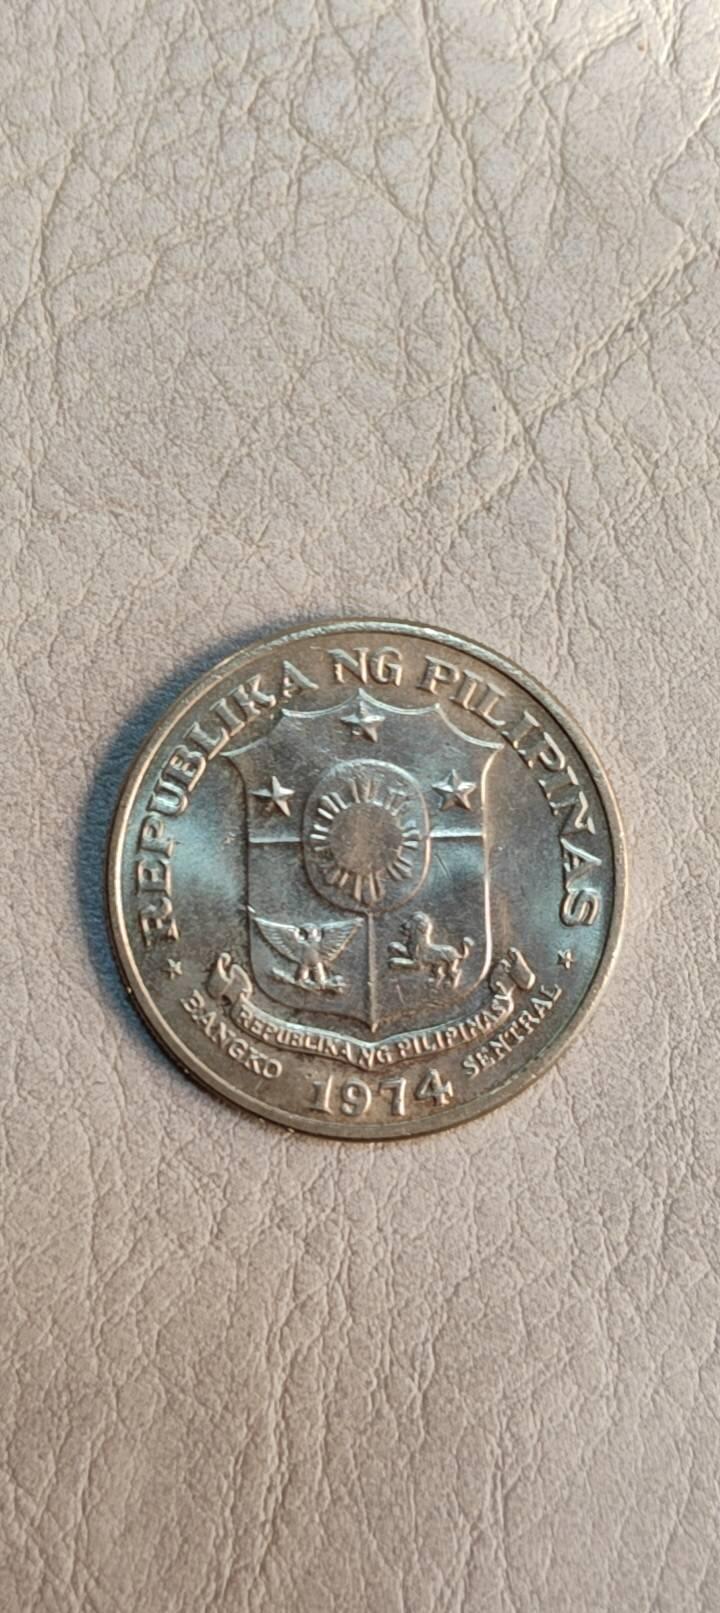 REPUBLIKA NG PILIPINAS
REPUBLIKA NG PILIPINAS
BANGKO SENTRAL
1974